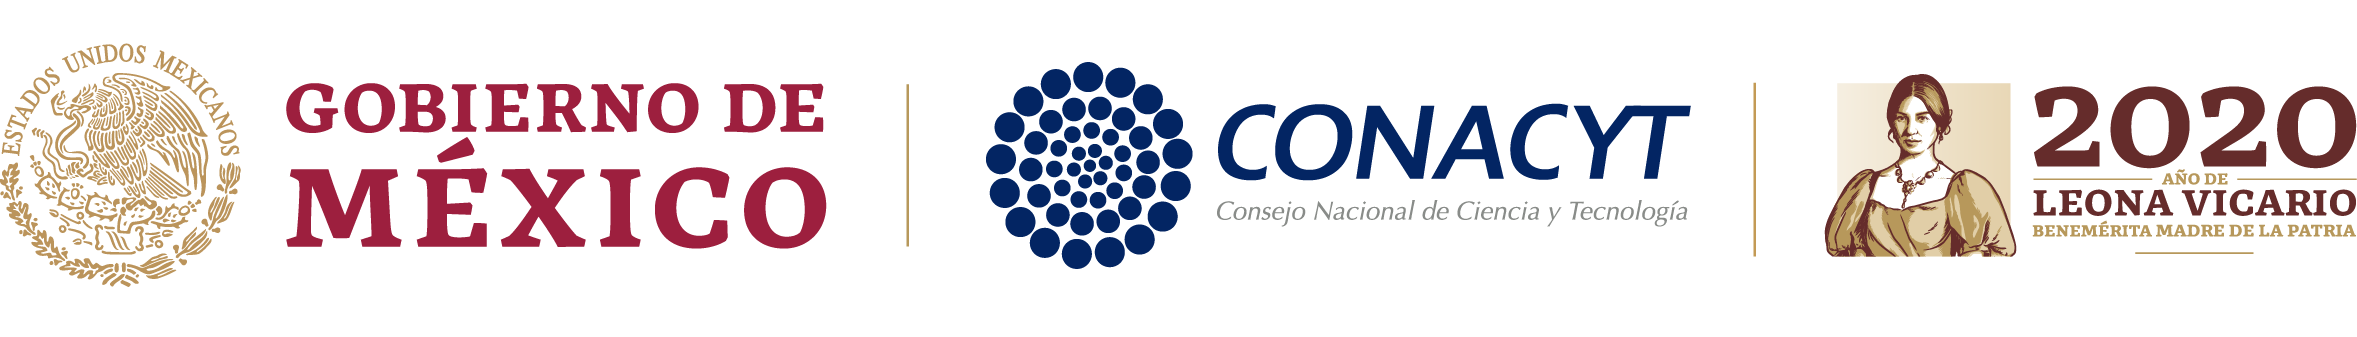 ESTADOS UNIDOS MEXICANOS
GOBIERNO DE
MÉXICO
CONACYT
Consejo Nacional de Ciencia y Tecnología
2020
AÑO DE
LEONA VICARIO
BENEMÉRITA MADRE DE LA PATRIA